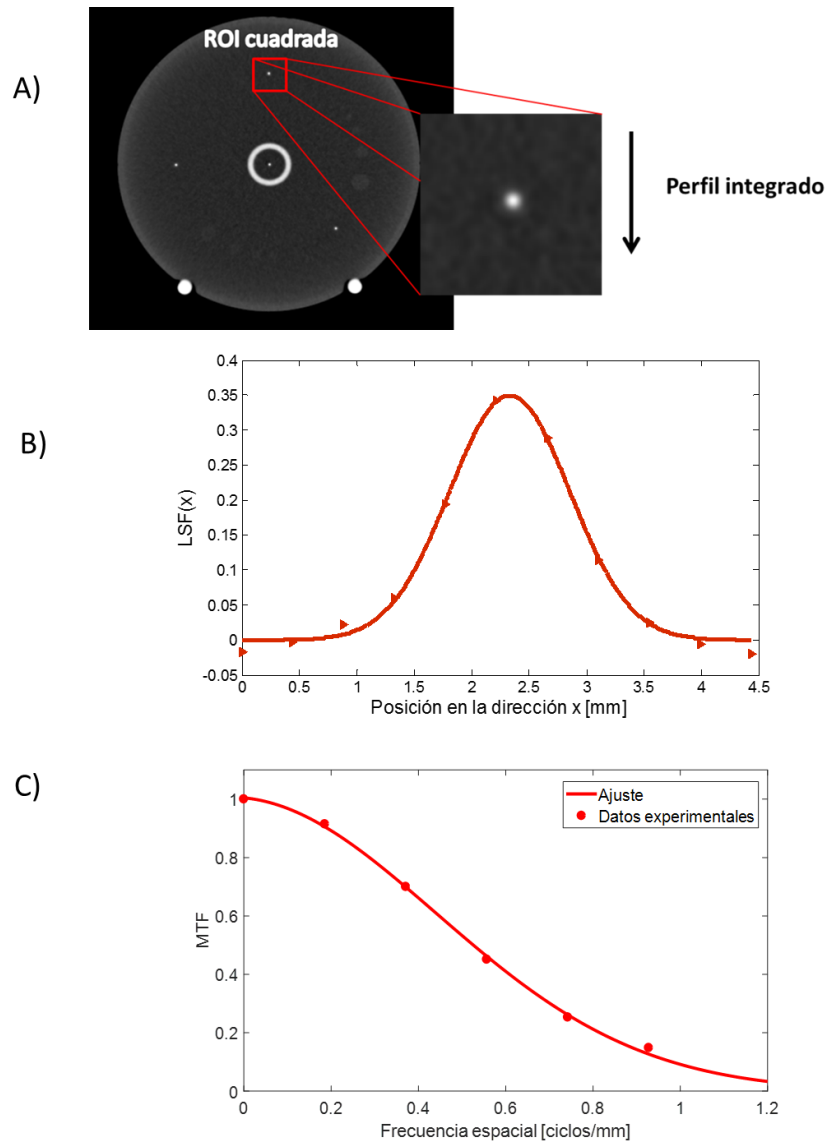 A)
ROI cuadrada
Perfil integrado
B)
0.4
0.35
0.3
0.25
0.2
0.15
0.1
0.05
0
-0.05
LSF(x)
0 0.5 1 1.5 2 2.5 3 3.5 4 4.5
Posición en la dirección x [mm]
C)
1
0.8
0.6
0.4
0.2
0
MTF
Ajuste
Datos experimentales
0 0.2 0.4 0.6 0.8 1 1.2
Frecuencia espacial [ciclos/mm]